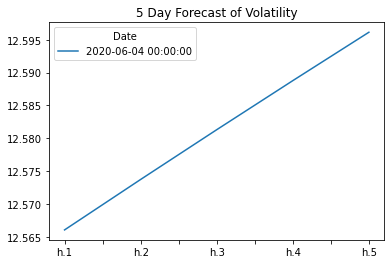 5 Day Forecast of Volatility
Date
2020-06-04 00:00:00
12.595
12.590
12.585
12.580
12.575
12.570
12.565
h.1
h.2
h.3
h.4
h.5